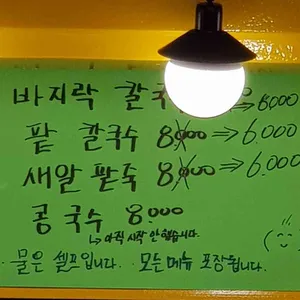 바지락 칼국 ⇒ 6000
팥 칼국수 8,000 ⇒ 6.000
새알 팥죽 8,000 ⇒ 6.000
콩국수 8.000
↳ 아직 시작 안 했습니다.
· 물은 셀프입니다. · 모든메뉴 포장됩니다.